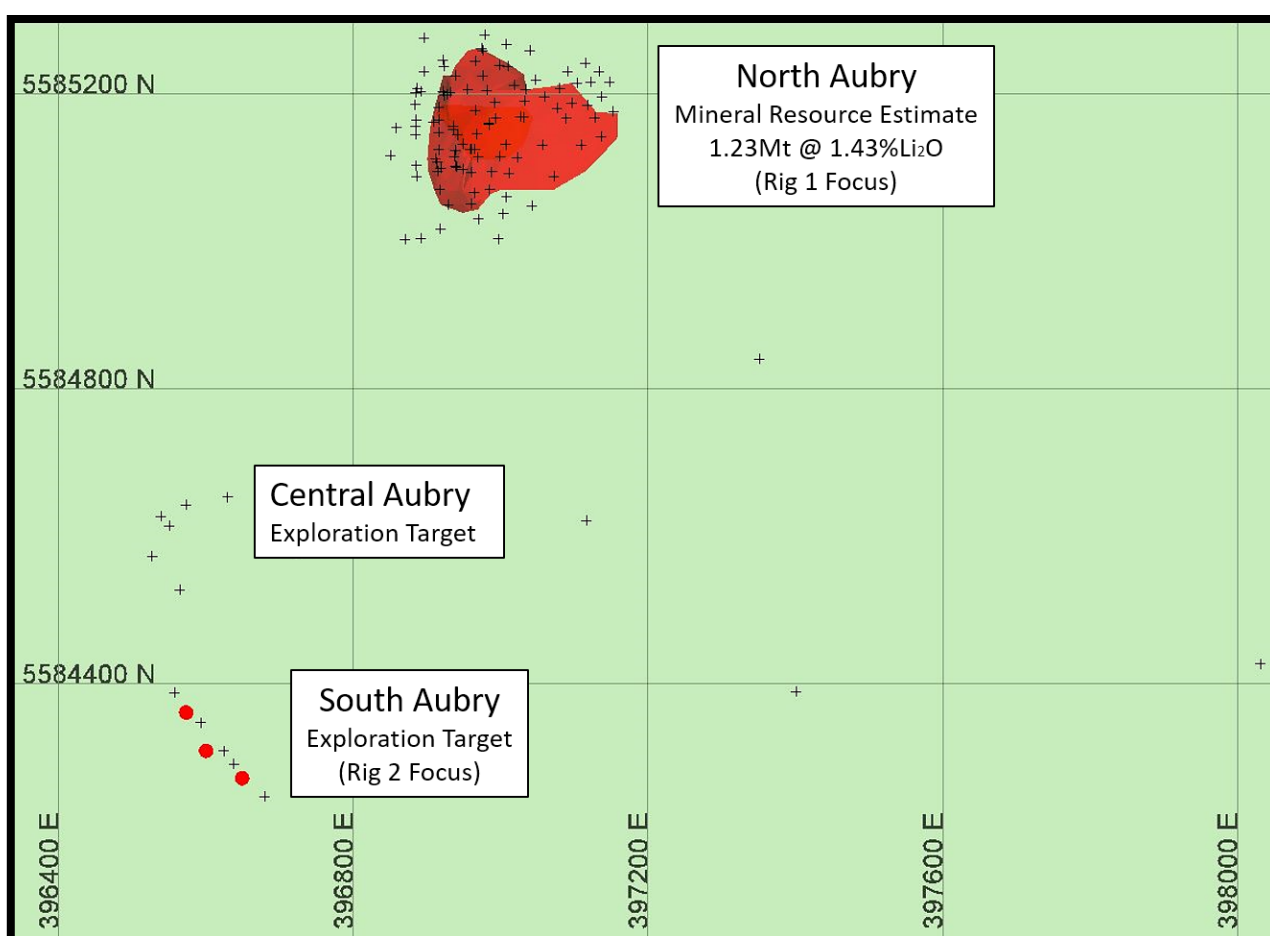 5585200 N
North Aubry
Mineral Resource Estimate
1.23Mt @ 1.43%Li₂O
(Rig 1 Focus)
5584800 N
Central Aubry
Exploration Target
5584400 N
South Aubry
Exploration Target
(Rig 2 Focus)
396400 E
396800 E
397200 E
397600 E
398000 E